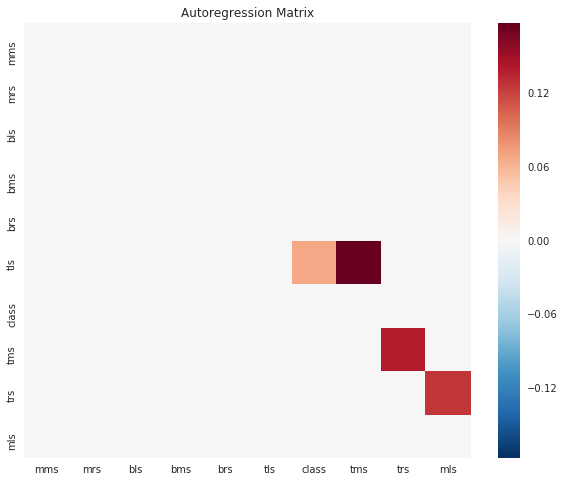 Autoregression Matrix
mms
mrs
bls
bms
brs
tls
class
tms
trs
mls
mms mrs bls bms brs tls class tms trs mls
0.12
0.06
0.00
−0.06
−0.12